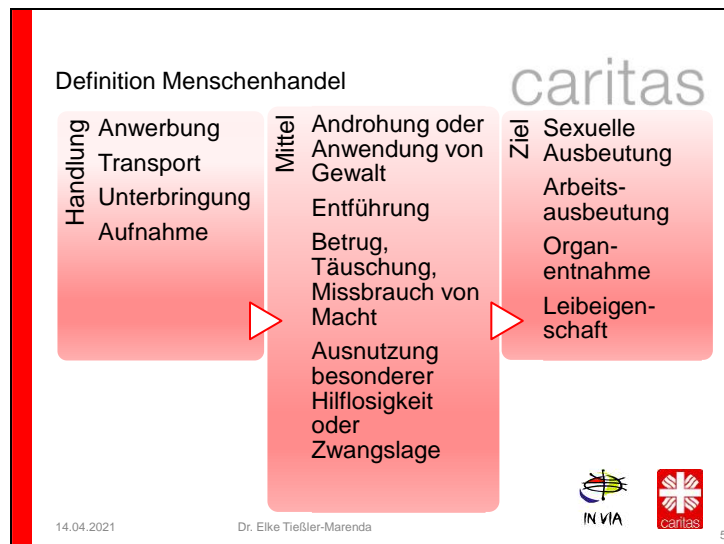 Definition Menschenhandel
caritas
Handlung
Anwerbung
Transport
Unterbringung
Aufnahme
Mittel
Androhung oder
Anwendung von
Gewalt
Entführung
Betrug,
Täuschung,
Missbrauch von
Macht
Ausnutzung
besonderer
Hilflosigkeit
oder
Zwangslage
Ziel
Sexuelle
Ausbeutung
Arbeits-
ausbeutung
Organ-
entnahme
Leibeigen-
schaft
14.04.2021
Dr. Elke Tießler-Marenda
IN VIA
caritas
5